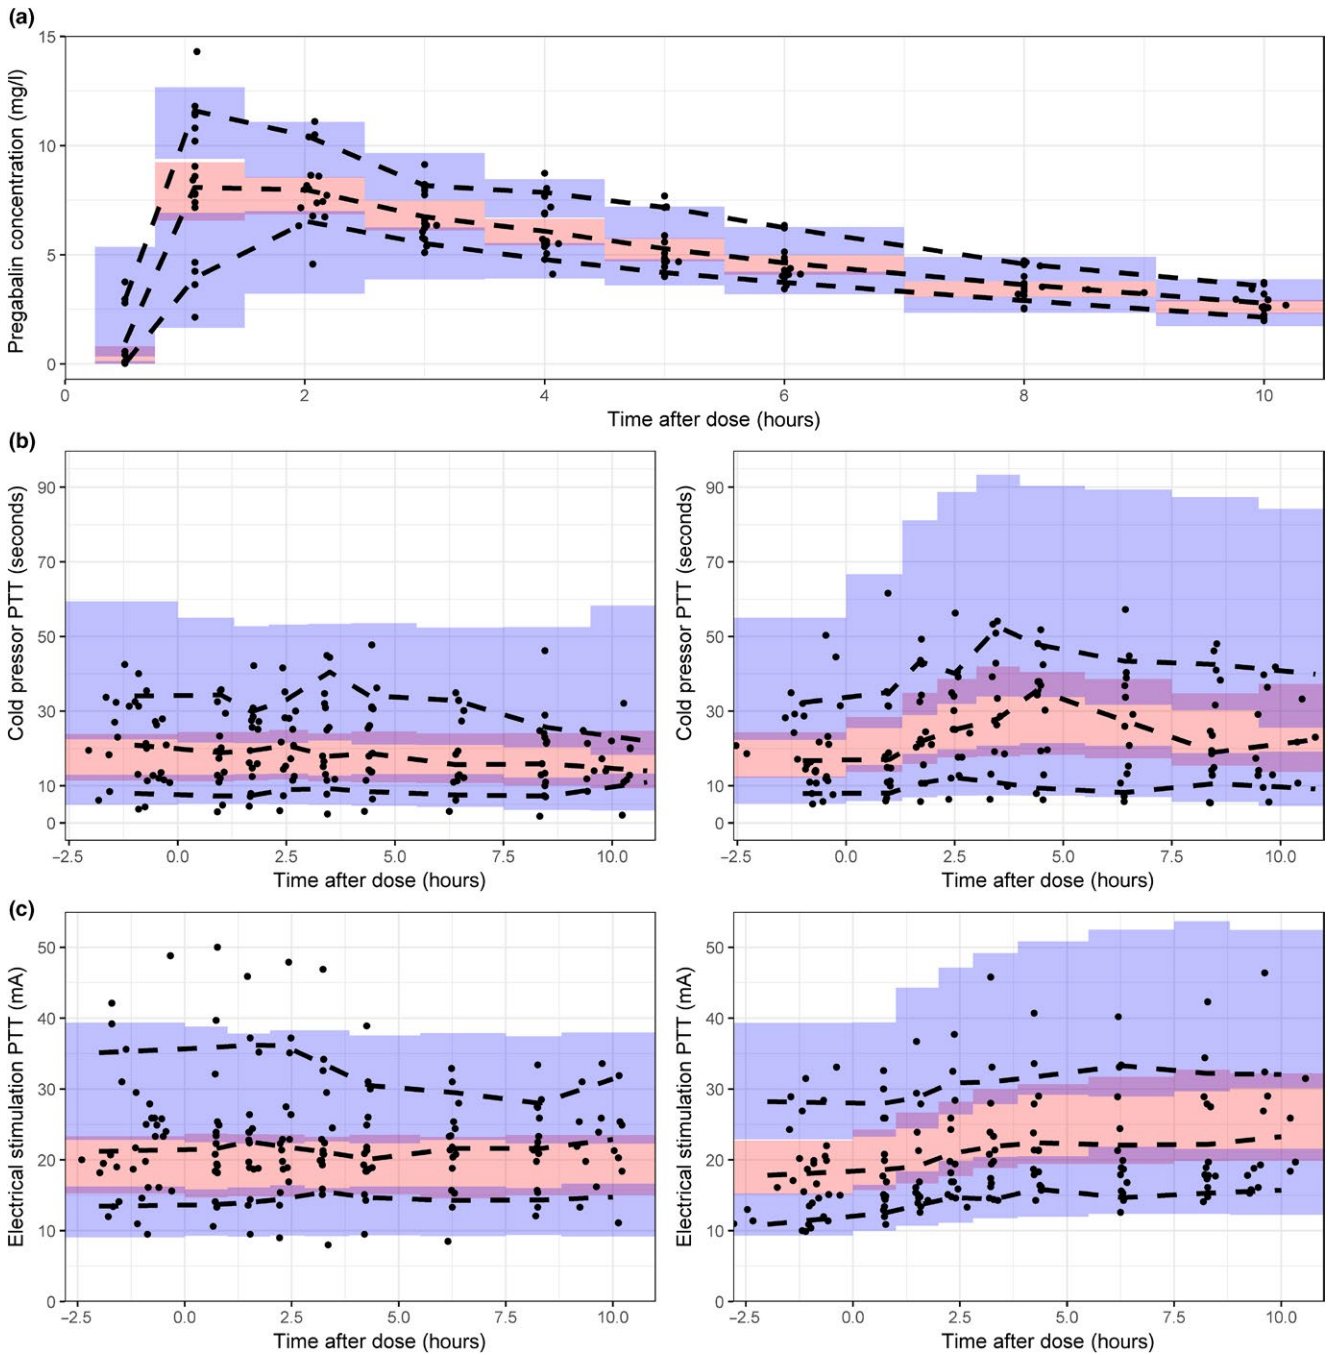 (a)
Pregabalin concentration (mg/l)
15
10
5
0
0 2 4 6 8 10
Time after dose (hours)
(b)
Cold pressor PTT (seconds)
90
70
50
30
10
0
−2.5 0.0 2.5 5.0 7.5 10.0
Time after dose (hours)
Cold pressor PTT (seconds)
90
70
50
30
10
0
−2.5 0.0 2.5 5.0 7.5 10.0
Time after dose (hours)
(c)
Electrical stimulation PTT (mA)
50
40
30
20
10
0
−2.5 0.0 2.5 5.0 7.5 10.0
Time after dose (hours)
Electrical stimulation PTT (mA)
50
40
30
20
10
0
−2.5 0.0 2.5 5.0 7.5 10.0
Time after dose (hours)